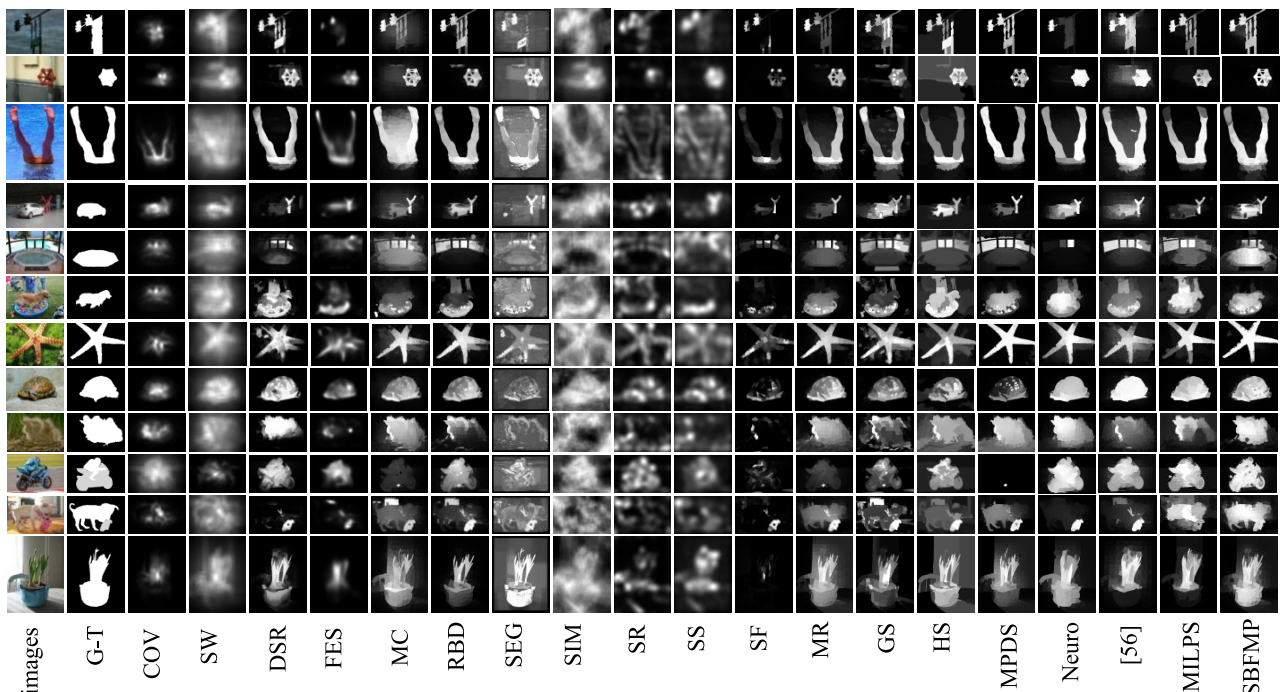 images
G-T
COV
SW
DSR
FES
MC
RBD
SEG
SIM
SR
SS
SF
MR
GS
HS
MPDS
Neuro
[56]
MILPS
SBFMP